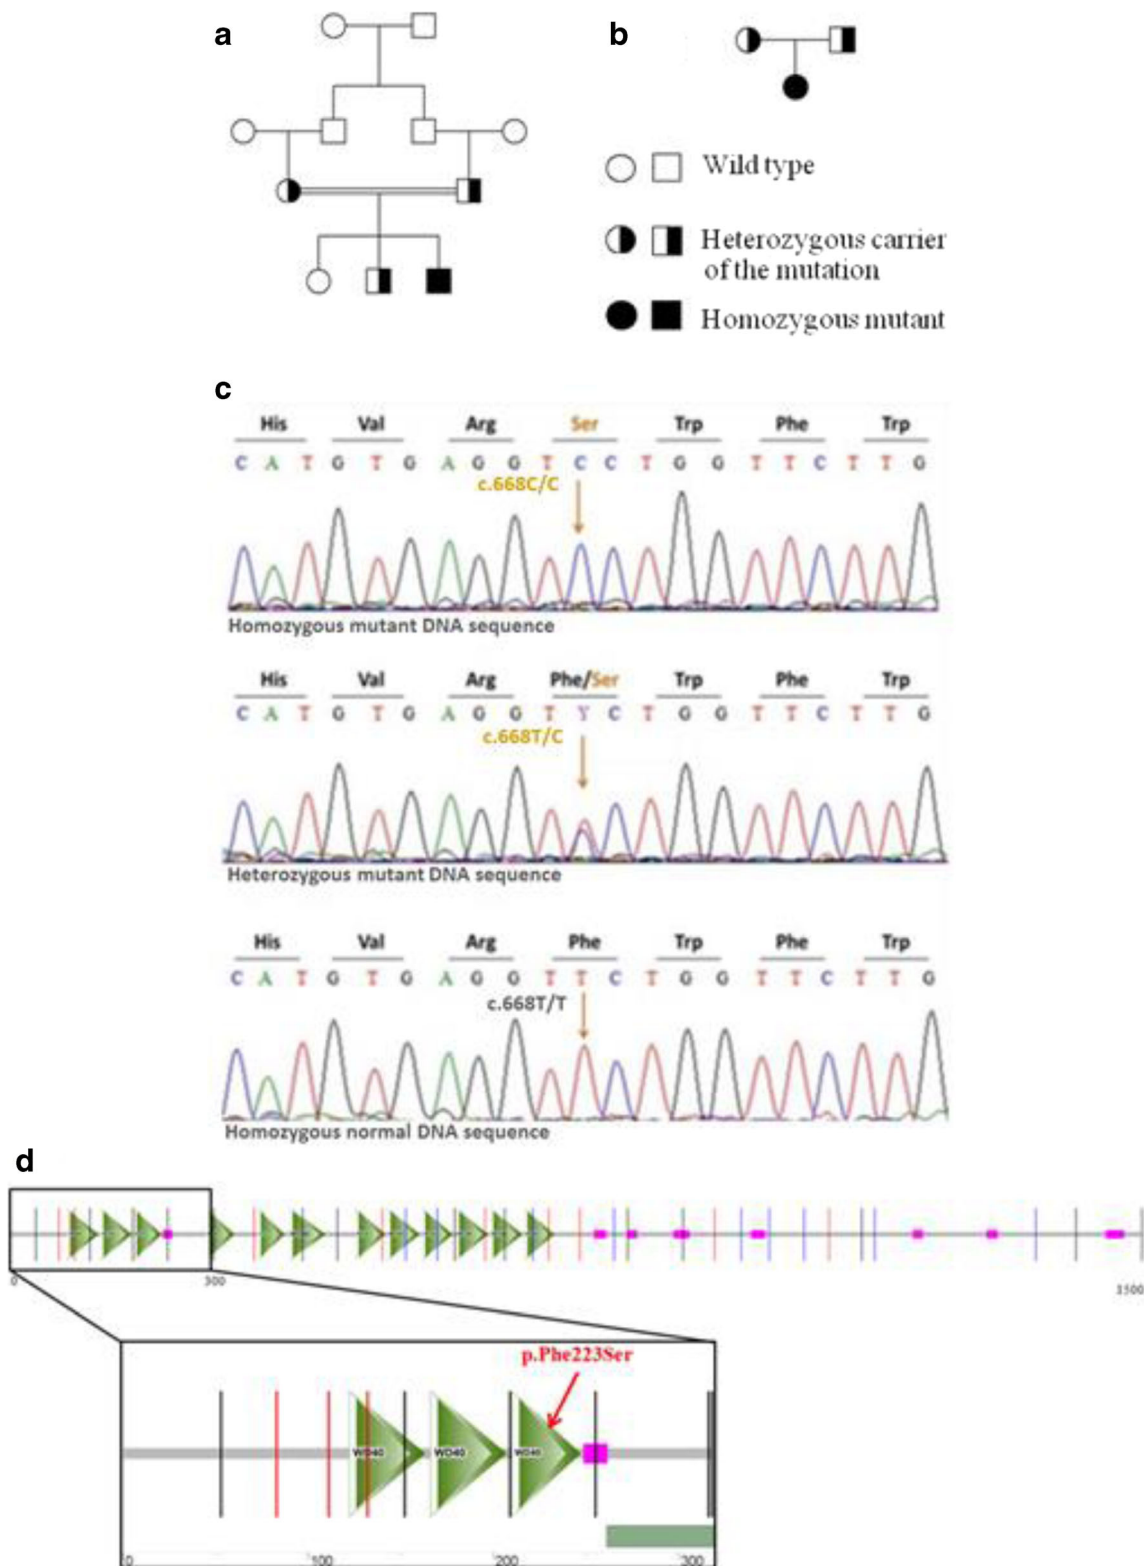 a
b
Wild type
Heterozygous carrier
of the mutation
Homozygous mutant
c
His Val Arg Ser Trp Phe Trp
C A T G T G A G G T C C T G G T T C T T G
c.668C/C
Homozygous mutant DNA sequence
His Val Arg Phe/Ser Trp Phe Trp
C A T G T G A G G T Y C T G G T T C T T G
c.668T/C
Heterozygous mutant DNA sequence
His Val Arg Phe Trp Phe Trp
C A T G T G A G G T T C T G G T T C T T G
c.668T/T
Homozygous normal DNA sequence
d
0 300 1500
p.Phe223Ser
WD40 WD40 WD40
0 100 200 300